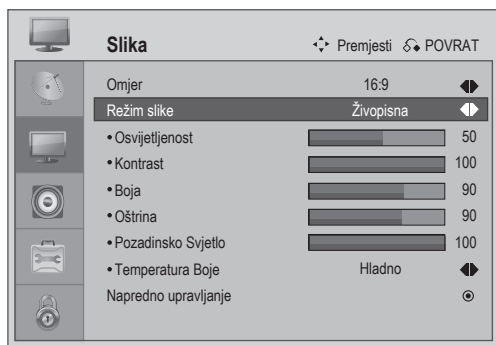 Slika Premjesti POVRAT
Omjer 16:9
Režim slike Živopisna
• Osvijetljenost 50
• Kontrast 100
• Boja 90
• Oštrina 90
• Pozadinsko Svjetlo 100
• Temperatura Boje Hladno
Napredno upravljanje